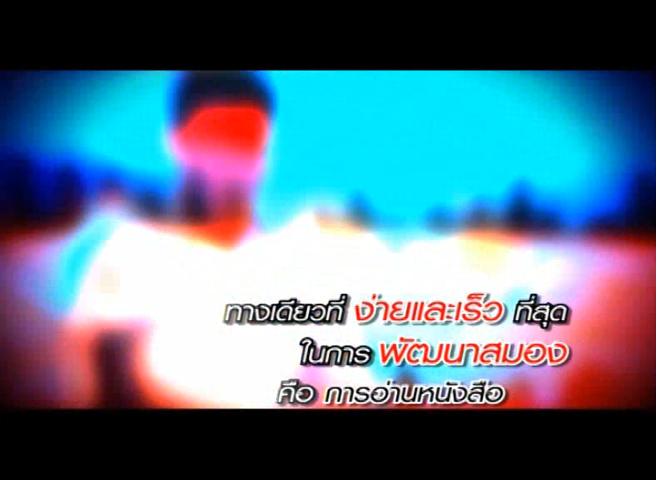 ทางเดียวที่ ง่ายและเร็ว ที่สุด
ในการ พัฒนาสมอง
คือ การอ่านหนังสือ